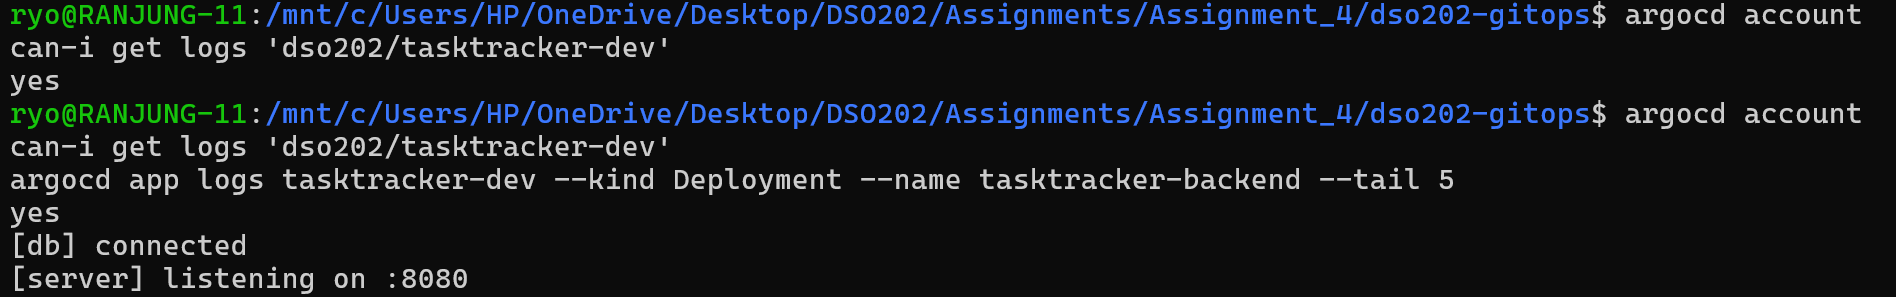 ryo@RANJUNG-11:/mnt/c/Users/HP/OneDrive/Desktop/DSO202/Assignments/Assignment_4/dso202-gitops$ argocd account
can-i get logs 'dso202/tasktracker-dev'
yes
ryo@RANJUNG-11:/mnt/c/Users/HP/OneDrive/Desktop/DSO202/Assignments/Assignment_4/dso202-gitops$ argocd account
can-i get logs 'dso202/tasktracker-dev'
argocd app logs tasktracker-dev --kind Deployment --name tasktracker-backend --tail 5
yes
[db] connected
[server] listening on :8080